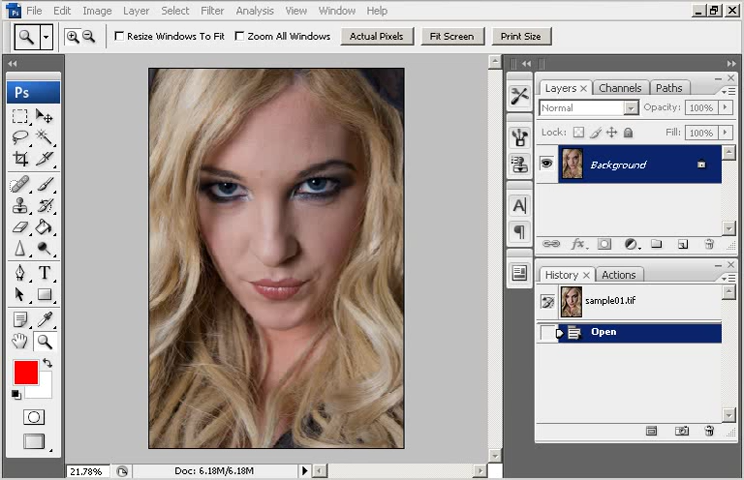 Ps File Edit Image Layer Select Filter Analysis View Window Help
Resize Windows To Fit Zoom All Windows Actual Pixels Fit Screen Print Size
Ps
Layers × Channels Paths
Normal Opacity: 100%
Lock: Fill: 100%
Background
fx
A
T
History × Actions
sample01.tif
Open
21.78% Doc: 6.18M/6.18M